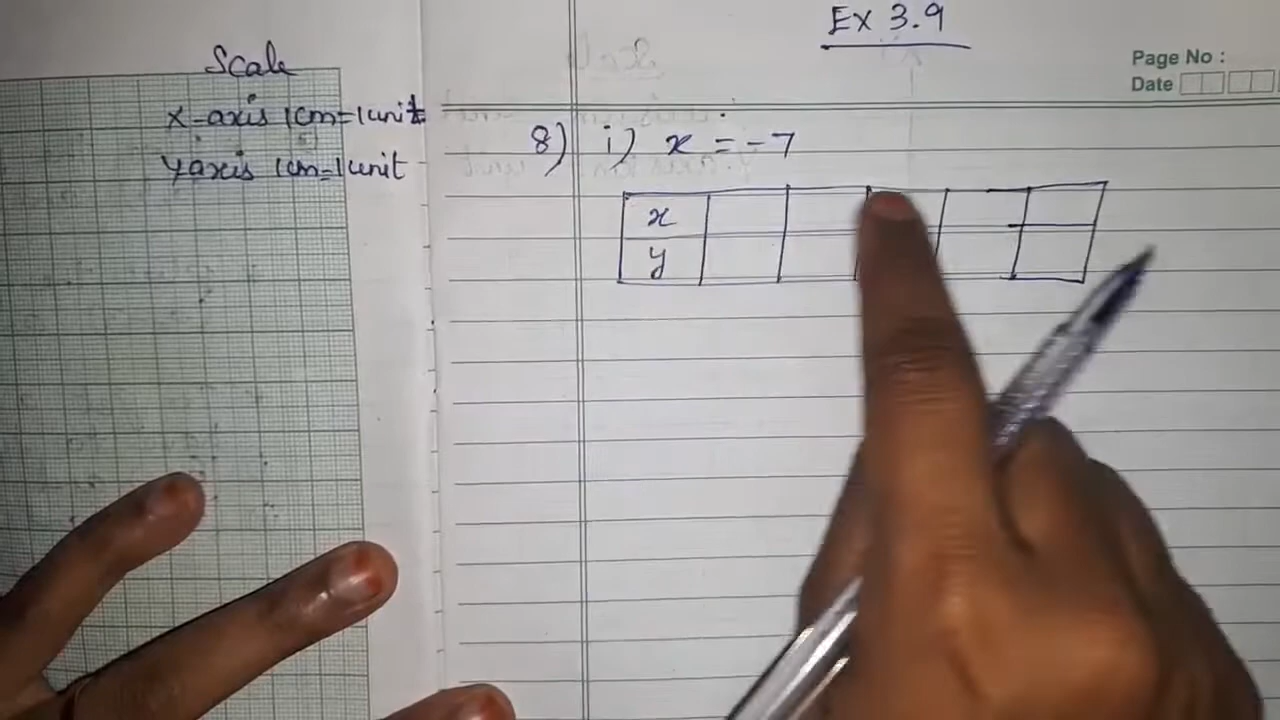 Ex 3.9
Page No :
Date
Scale
x-axis 1cm=1unit
y axis 1cm=1unit
8) i) x = -7
x
y